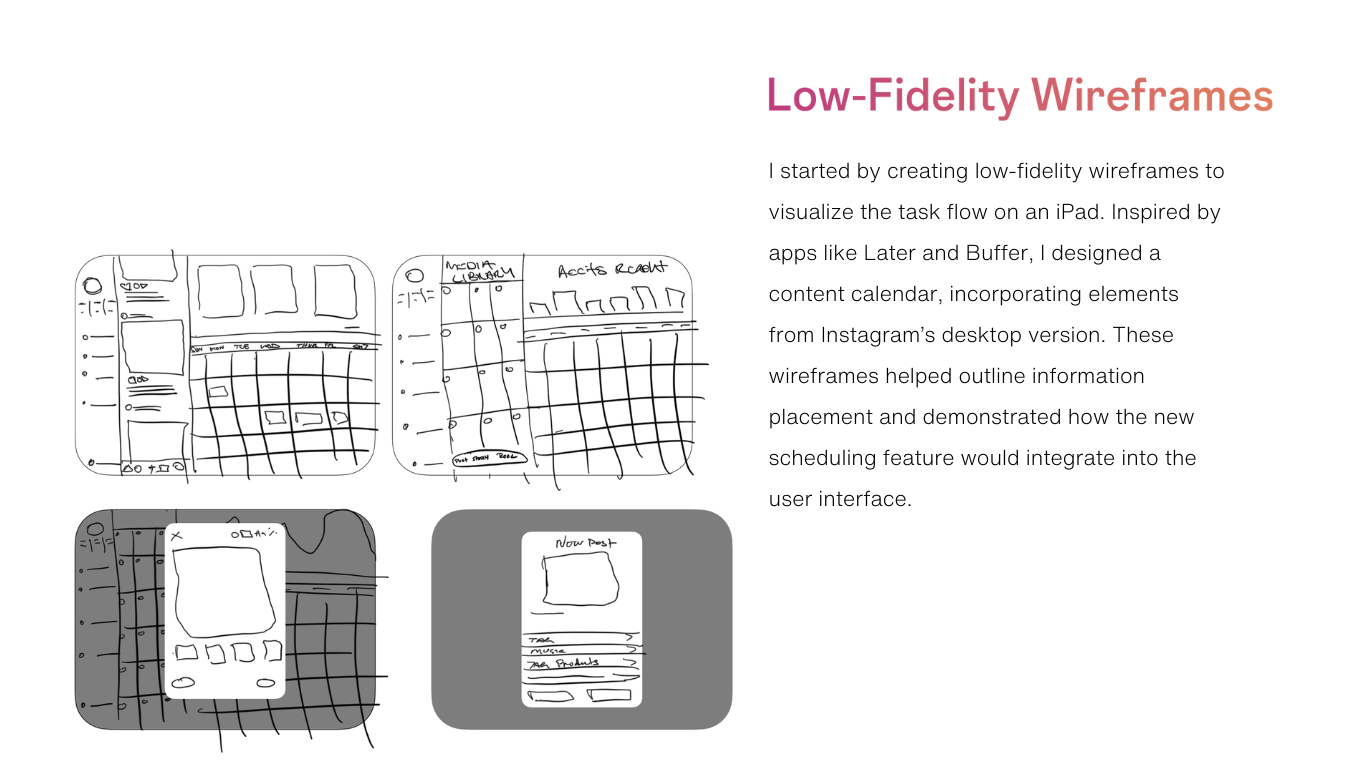 Low-Fidelity Wireframes
I started by creating low-fidelity wireframes to
visualize the task flow on an iPad. Inspired by
apps like Later and Buffer, I designed a
content calendar, incorporating elements
from Instagram's desktop version. These
wireframes helped outline information
placement and demonstrated how the new
scheduling feature would integrate into the
user interface.
SUN MON TUE WED THUR FRI SAT
MEDIA
LIBRARY
POST STORY REEL
New Post
TAG
MUSIC
TAG Products